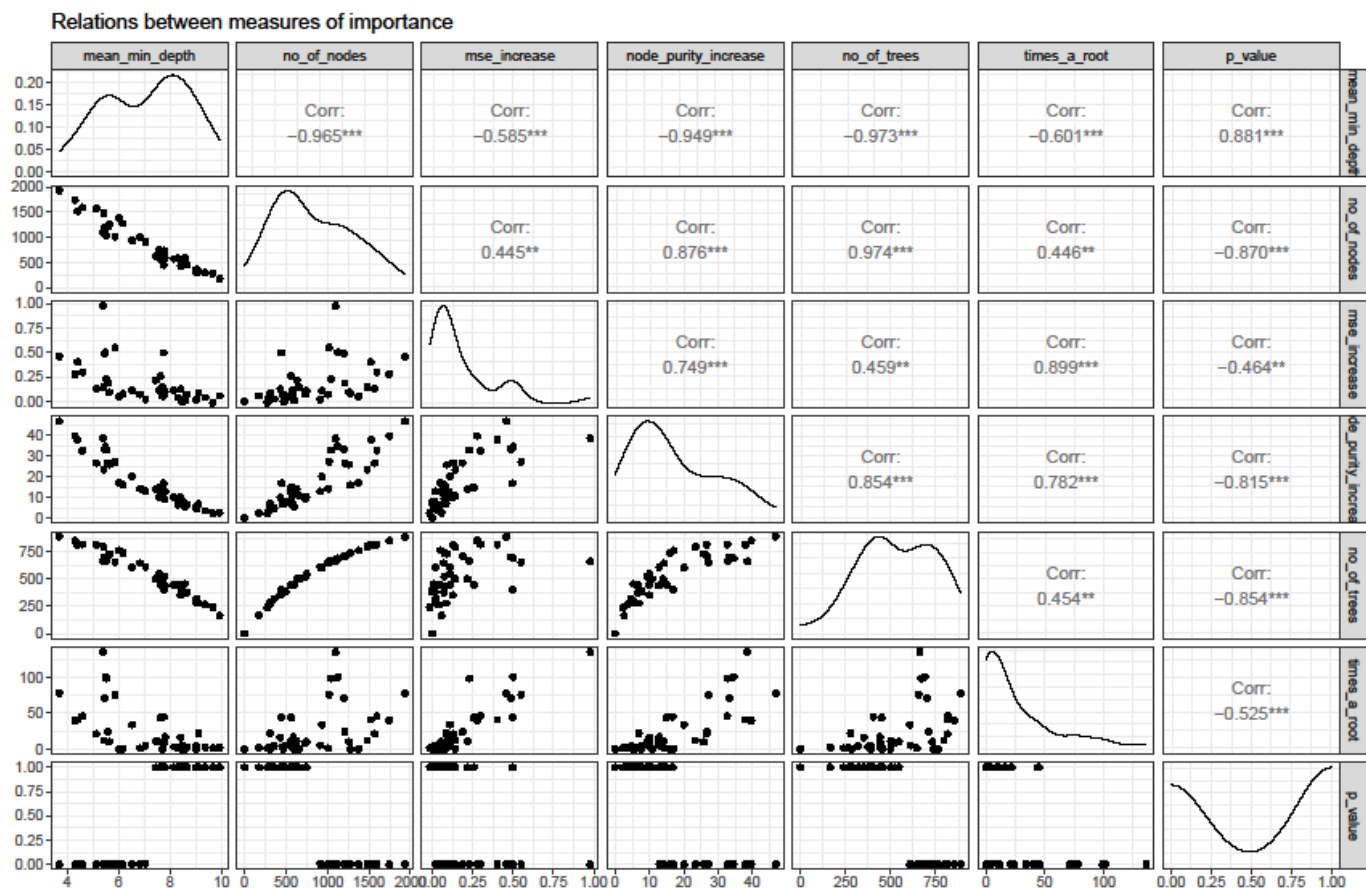 Relations between measures of importance
mean_min_depth no_of_nodes mse_increase node_purity_increase no_of_trees times_a_root p_value
0.20
0.15
0.10
0.05
0.00
Corr: Corr: Corr: Corr: Corr: Corr:
−0.965*** −0.585*** −0.949*** −0.973*** −0.601*** 0.881***
mean_min_depth
2000
1500
1000
500
0
Corr: Corr: Corr: Corr: Corr:
0.445** 0.876*** 0.974*** 0.446** −0.870***
no_of_nodes
1.00
0.75
0.50
0.25
0.00
Corr: Corr: Corr: Corr:
0.749*** 0.459** 0.899*** −0.464**
mse_increase
40
30
20
10
0
Corr: Corr: Corr:
0.854*** 0.782*** −0.815***
de_purity_increa
750
500
250
0
Corr: Corr:
0.454** −0.854***
no_of_trees
100
50
0
Corr:
−0.525***
times_a_root
1.00
0.75
0.50
0.25
0.00
p_value
4 6 8 10 0 500 1000 1500 2000 0.00 0.25 0.50 0.75 1.00 0 10 20 30 40 0 250 500 750 0 50 100 0.00 0.25 0.50 0.75 1.00